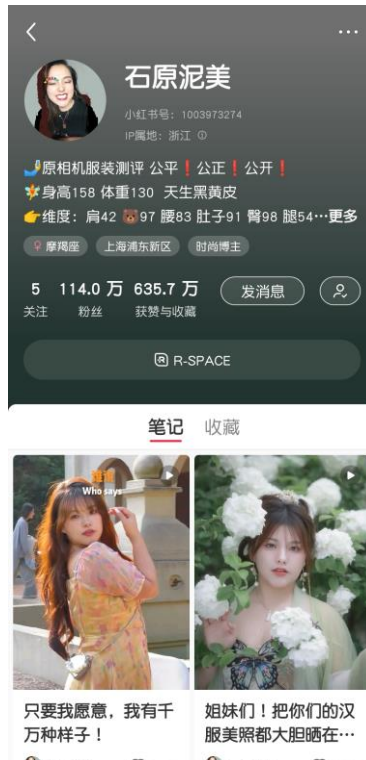 石原泥美
小红书号：1003973274
IP属地：浙江
原相机服装测评 公平❗公正❗公开❗
身高158 体重130 天生黑黄皮
👉维度：肩42 🐻97 腰83 肚子91 臀98 腿54…更多
摩羯座 上海浦东新区 时尚博主
5 114.0 万 635.7 万 发消息
关注 粉丝 获赞与收藏
R-SPACE
笔记 收藏
Who says
只要我愿意，我有千
万种样子！
姐妹们！把你们的汉
服美照都大胆晒在…